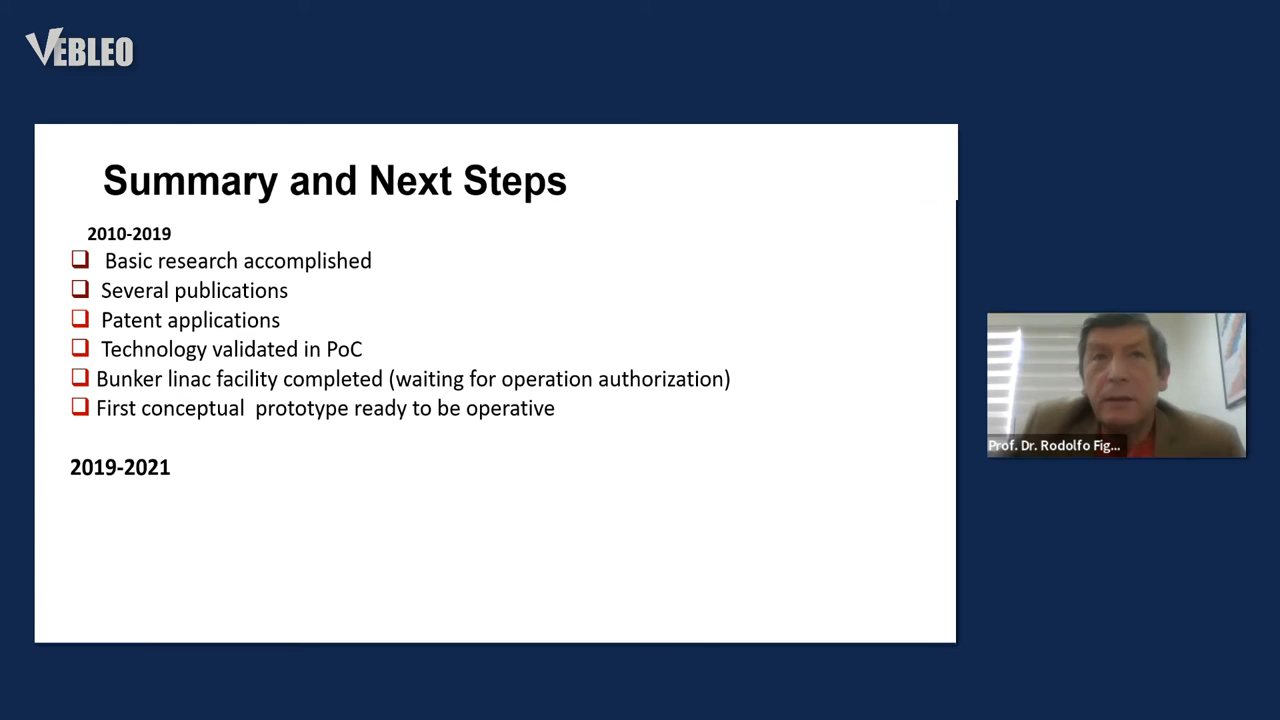 VEBLEO
Summary and Next Steps
2010-2019
Basic research accomplished
Several publications
Patent applications
Technology validated in PoC
Bunker linac facility completed (waiting for operation authorization)
First conceptual prototype ready to be operative
2019-2021
Prof. Dr. Rodolfo Fig...